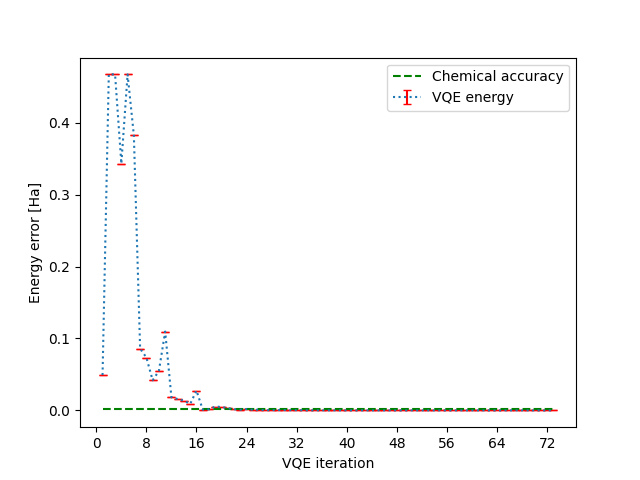 Chemical accuracy
VQE energy
Energy error [Ha]
0.4
0.3
0.2
0.1
0.0
0 8 16 24 32 40 48 56 64 72
VQE iteration